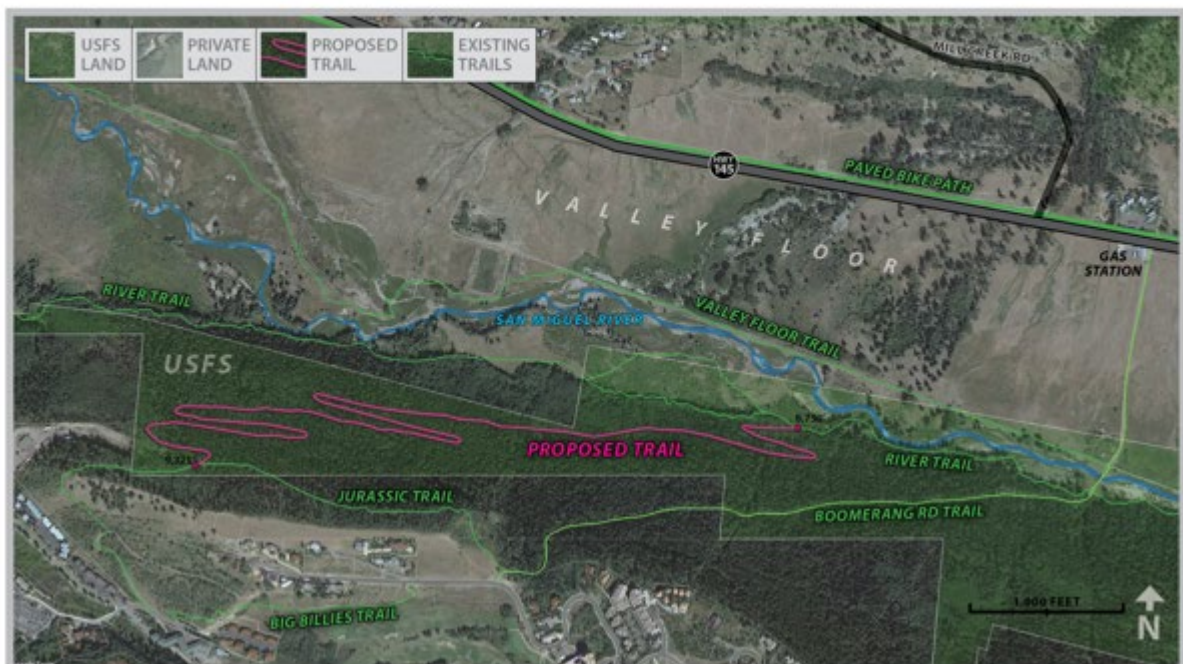 USFS
LAND
PRIVATE
LAND
PROPOSED
TRAIL
EXISTING
TRAILS
MILL CREEK RD
HWY
145
PAVED BIKE PATH
VALLEY FLOOR
GAS
STATION
RIVER TRAIL
SAN MIGUEL RIVER
VALLEY FLOOR TRAIL
USFS
PROPOSED TRAIL
RIVER TRAIL
JURASSIC TRAIL
BOOMERANG RD TRAIL
BIG BILLIES TRAIL
1,000 FEET
N